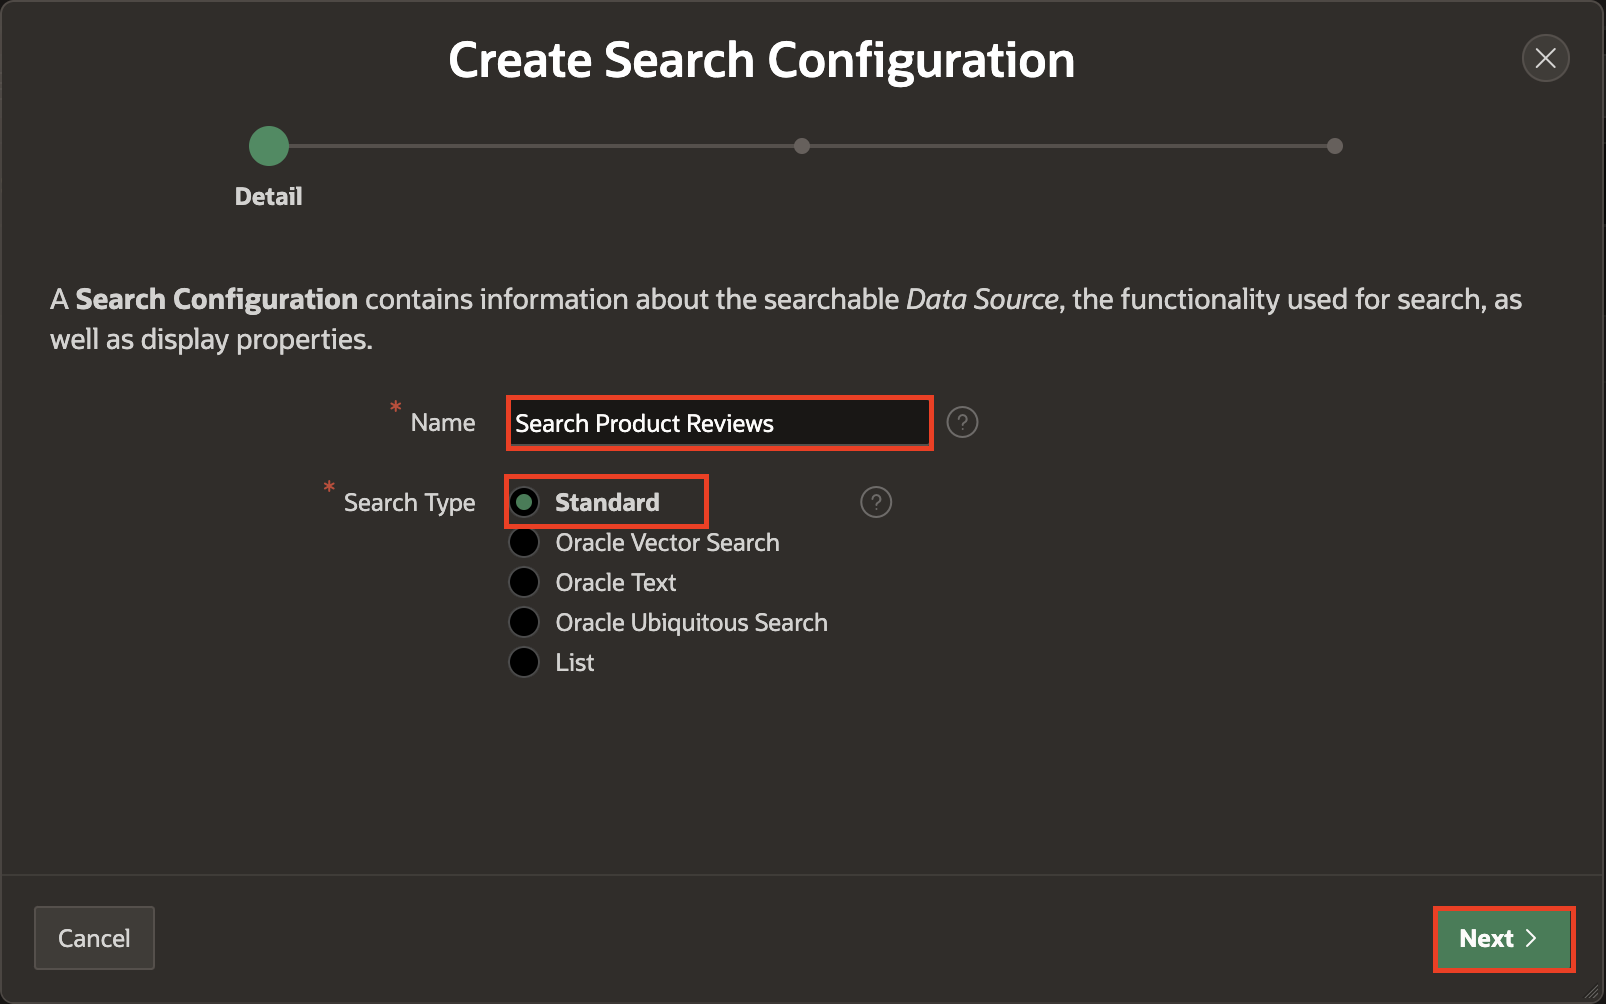 Create Search Configuration
Detail
A Search Configuration contains information about the searchable Data Source, the functionality used for search, as
well as display properties.
* Name
Search Product Reviews
?
* Search Type
Standard
?
Oracle Vector Search
Oracle Text
Oracle Ubiquitous Search
List
Cancel
Next >